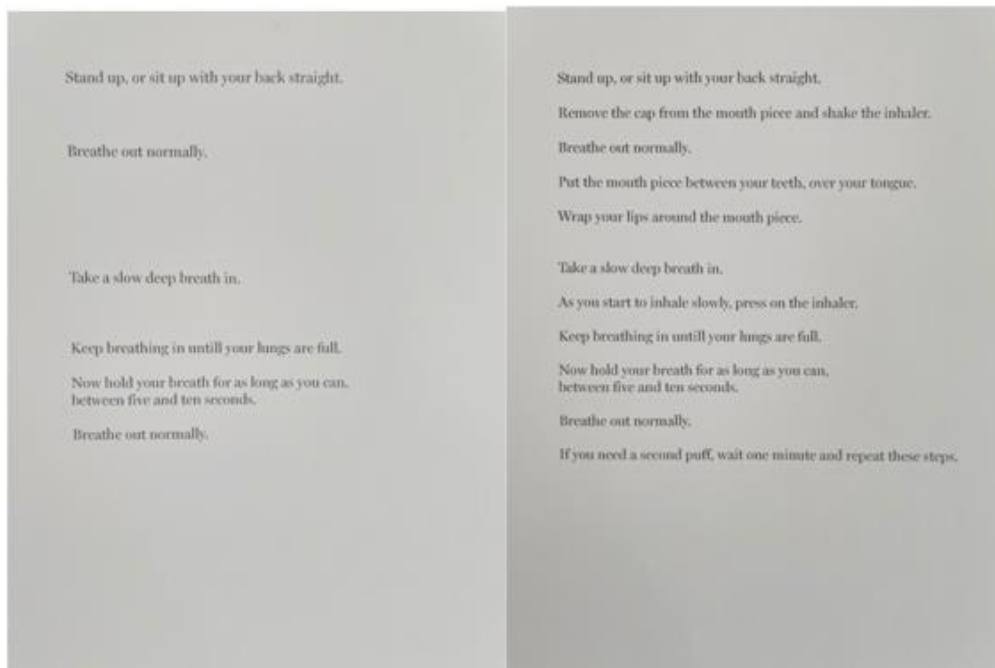 Stand up, or sit up with your back straight.
Breathe out normally.
Take a slow deep breath in.
Keep breathing in untill your lungs are full.
Now hold your breath for as long as you can,
between five and ten seconds.
Breathe out normally.
Stand up, or sit up with your back straight.
Remove the cap from the mouth piece and shake the inhaler.
Breathe out normally.
Put the mouth piece between your teeth, over your tongue.
Wrap your lips around the mouth piece.
Take a slow deep breath in.
As you start to inhale slowly, press on the inhaler.
Keep breathing in untill your lungs are full.
Now hold your breath for as long as you can,
between five and ten seconds.
Breathe out normally.
If you need a second puff, wait one minute and repeat these steps.